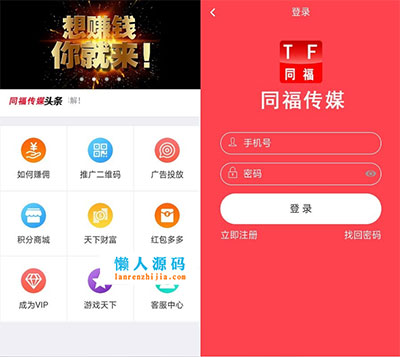 想赚钱
你就来!
同福传媒头条 解!
如何赚佣
推广二维码
广告投放
积分商城
天下财富
红包多多
懒人源码
lanrenzhijia.com
成为VIP
游戏天下
客服中心
登录
TF
同福
同福传媒
手机号
密码
登录
立即注册
找回密码